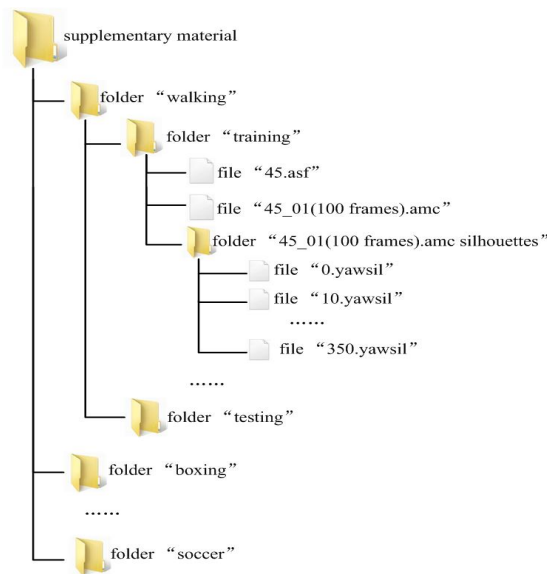 supplementary material
folder “walking”
folder “training”
file “45.asf”
file “45_01(100 frames).amc”
folder “45_01(100 frames).amc silhouettes”
file “0.yawsil”
file “10.yawsil”
......
file “350.yawsil”
......
folder “testing”
folder “boxing”
......
folder “soccer”